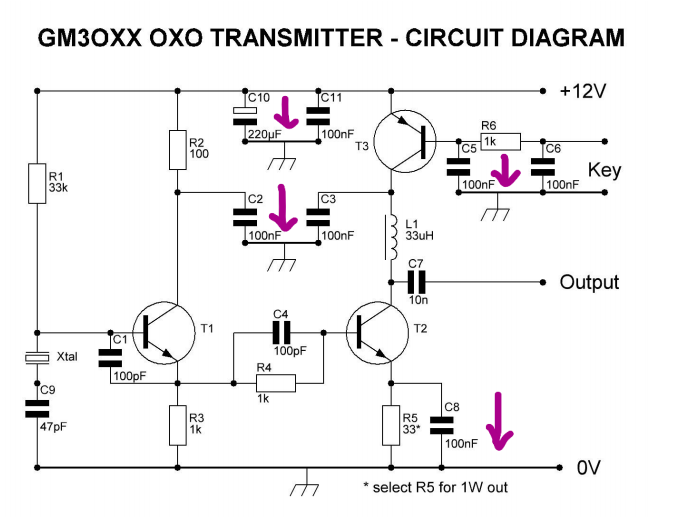 GM3OXX OXO TRANSMITTER - CIRCUIT DIAGRAM
+12V
C10
220µF
C11
100nF
R2
100
T3
R6
1k
C5
100nF
C6
100nF
Key
R1
33k
C2
100nF
C3
100nF
L1
33uH
C7
10n
Output
T1
C4
100pF
T2
C1
100pF
Xtal
R4
1k
C9
47pF
R3
1k
R5
33*
C8
100nF
0V
* select R5 for 1W out